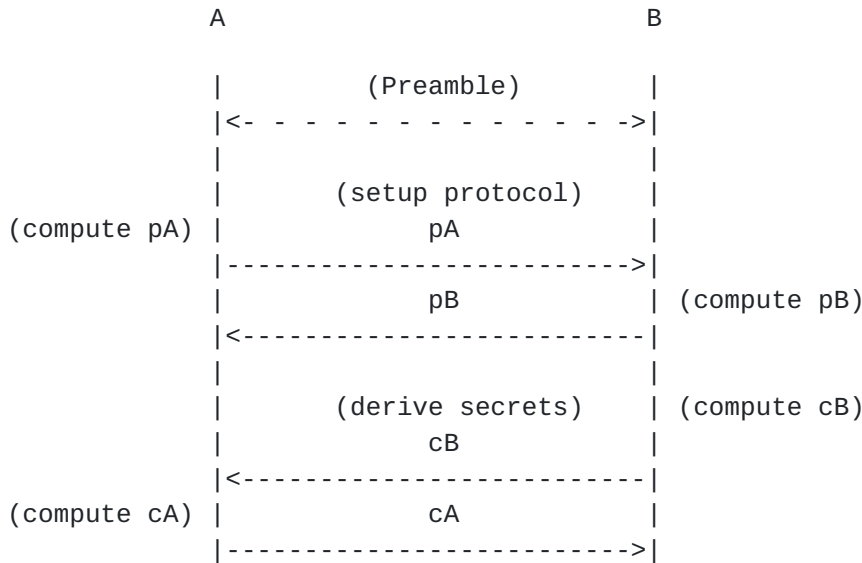 A B
| (Preamble) |
|<- - - - - - - - - - - - ->|
| |
| (setup protocol) |
(compute pA) | pA |
|-------------------------->|
| pB | (compute pB)
|<--------------------------|
| |
| (derive secrets) | (compute cB)
| cB |
|<--------------------------|
(compute cA) | cA |
|-------------------------->|